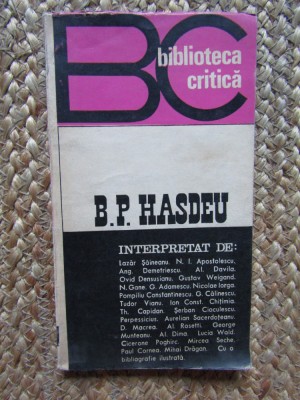 BC
biblioteca
critică
B.P. HASDEU
INTERPRETAT DE:
Lazăr Şăineanu. N. I. Apostolescu.
Ang. Demetriescu. Al. Davila.
Ovid Densusianu. Gustav Weigand.
N. Gane. G. Adamescu. Nicolae Iorga.
Pompiliu Constantinescu. G. Călinescu.
Tudor Vianu. Ion Const. Chiţimia.
Th. Capidan. Şerban Cioculescu.
Perpessicius. Aurelian Sacerdoţeanu.
D. Macrea. Al. Rosetti. George
Munteanu. Al. Dima. Lucia Wald.
Cicerone Poghirc. Mircea Seche.
Paul Cornea. Mihai Drăgan. Cu o
bibliografie ilustrată.